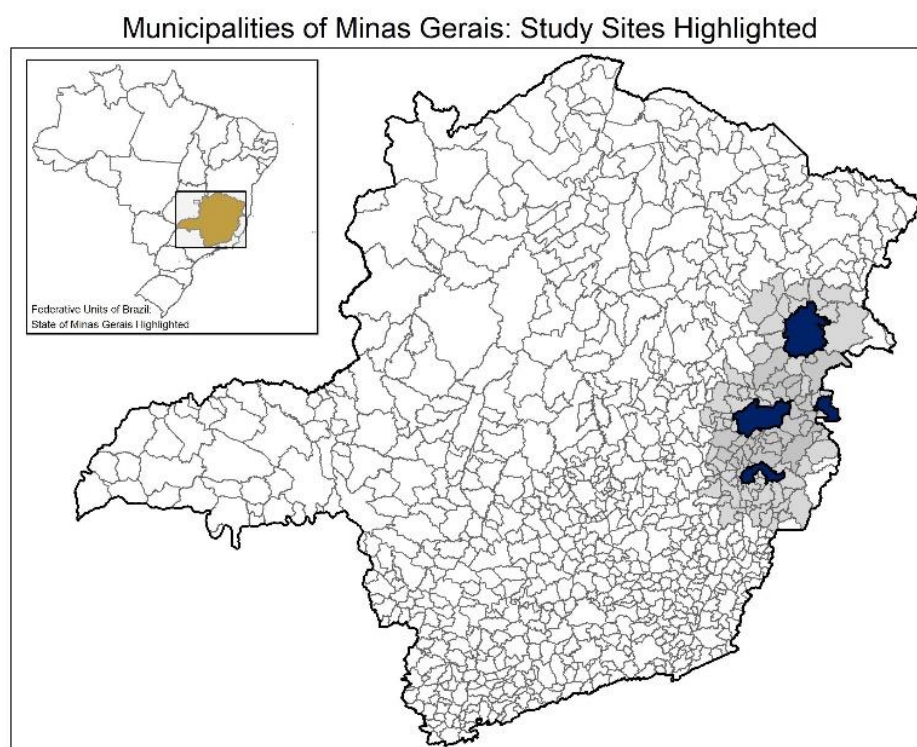 Municipalities of Minas Gerais: Study Sites Highlighted
Federative Units of Brazil:
State of Minas Gerais Highlighted